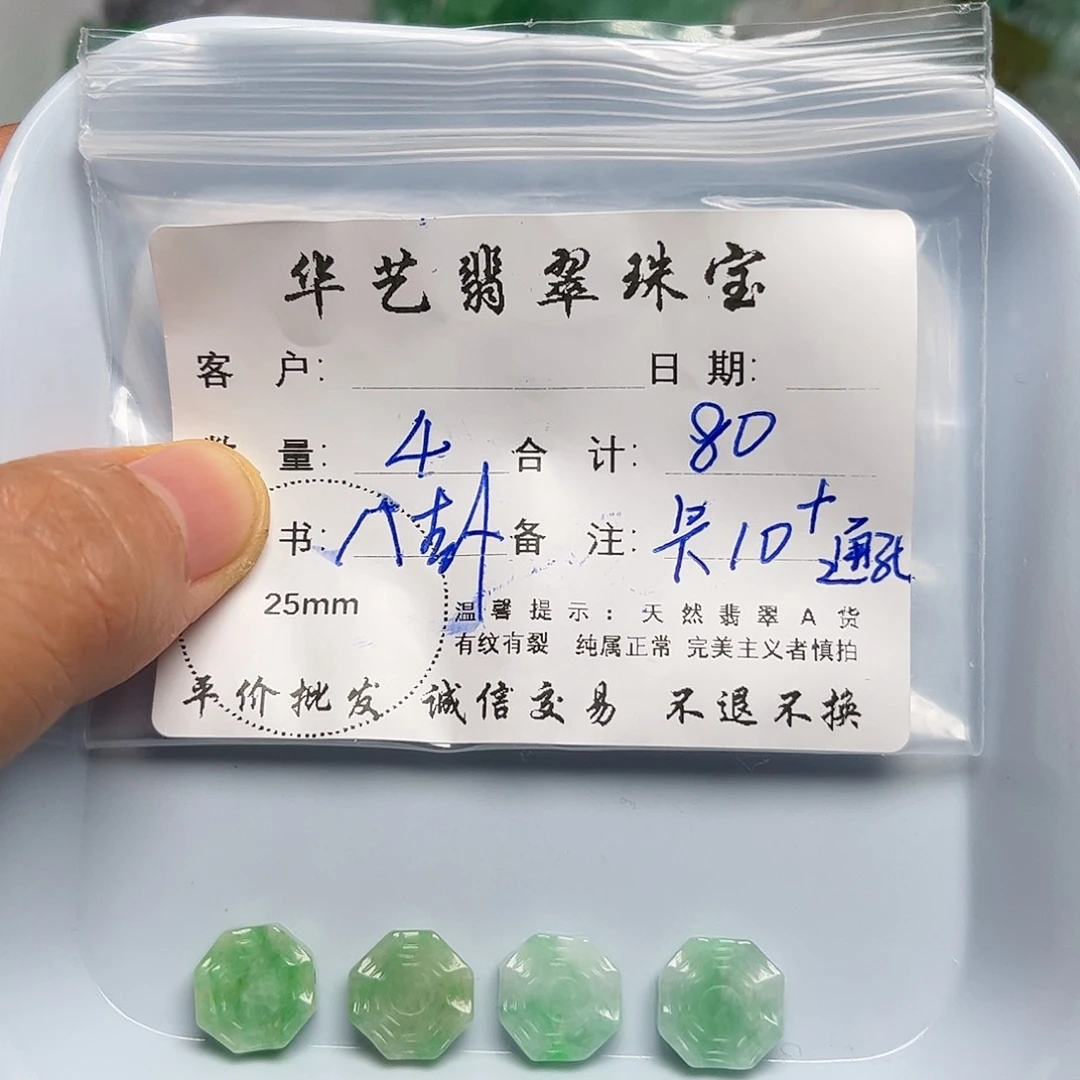 华艺翡翠珠宝
客 户: 日 期:
量: 4 合 计: 80
书: 八卦 备 注: 10+通孔
25mm
温馨提示:天然翡翠A货
有纹有裂 纯属正常 完美主义者慎拍
平价批发 诚信交易 不退不换